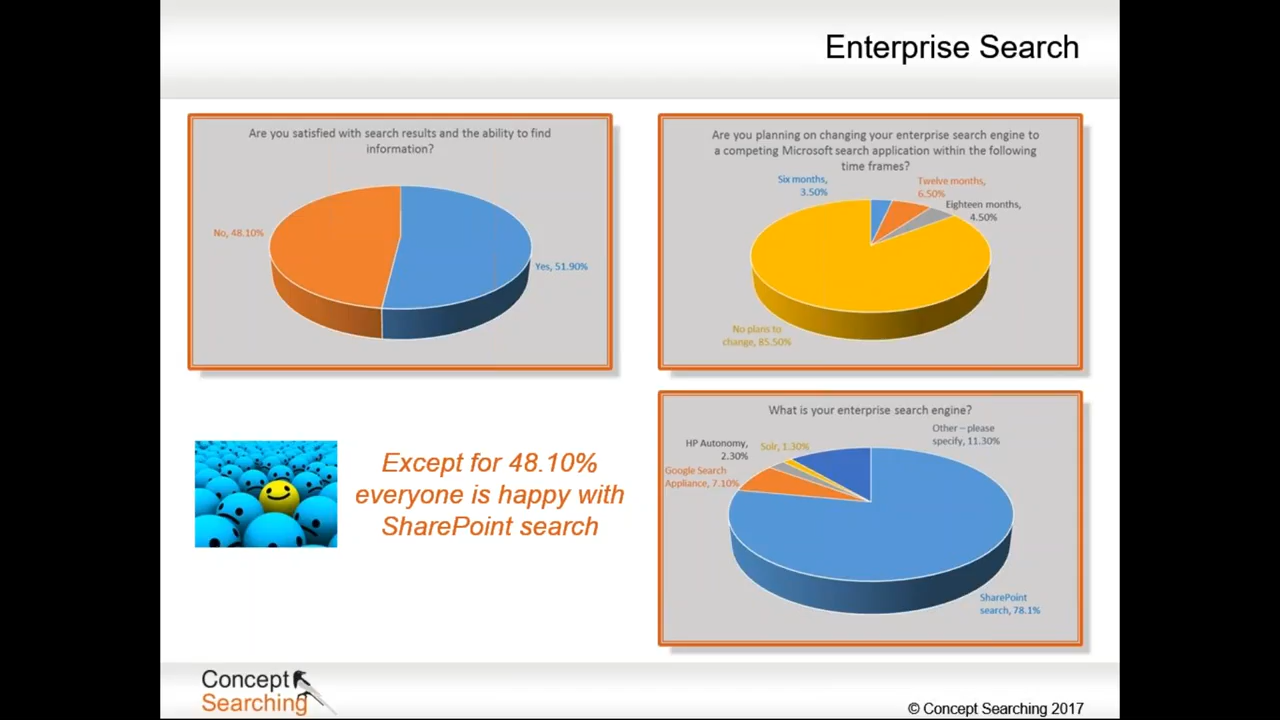 Enterprise Search
Are you satisfied with search results and the ability to find
information?
No, 48.10%
Yes, 51.90%
Are you planning on changing your enterprise search engine to
a competing Microsoft search application within the following
time frames?
Six months,
3.50%
Twelve months,
6.50%
Eighteen months,
4.50%
No plans to
change, 85.50%
Except for 48.10%
everyone is happy with
SharePoint search
What is your enterprise search engine?
Other – please
specify, 11.30%
HP Autonomy,
2.30%
Solr, 1.30%
Google Search
Appliance, 7.10%
SharePoint
search, 78.1%
Concept
Searching
© Concept Searching 2017